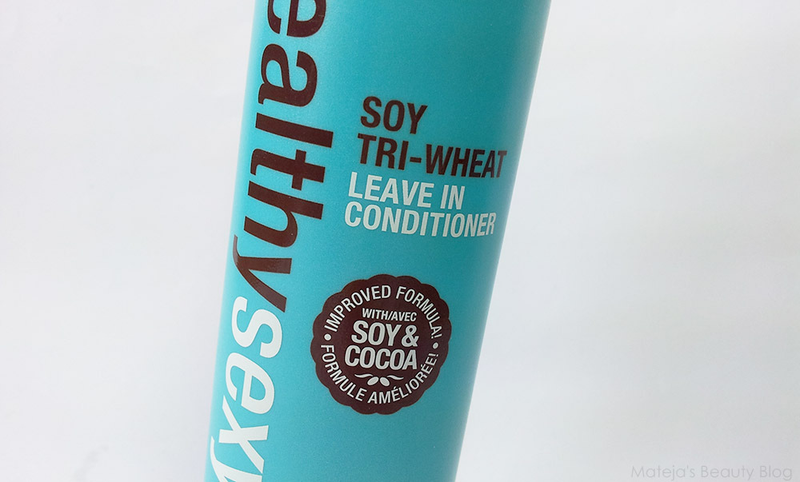 ealthysexy
SOY
TRI-WHEAT
LEAVE IN
CONDITIONER
IMPROVED FORMULA!
WITH/AVEC
SOY &
COCOA
FORMULE AMÉLIORÉE!
Mateja's Beauty Blog